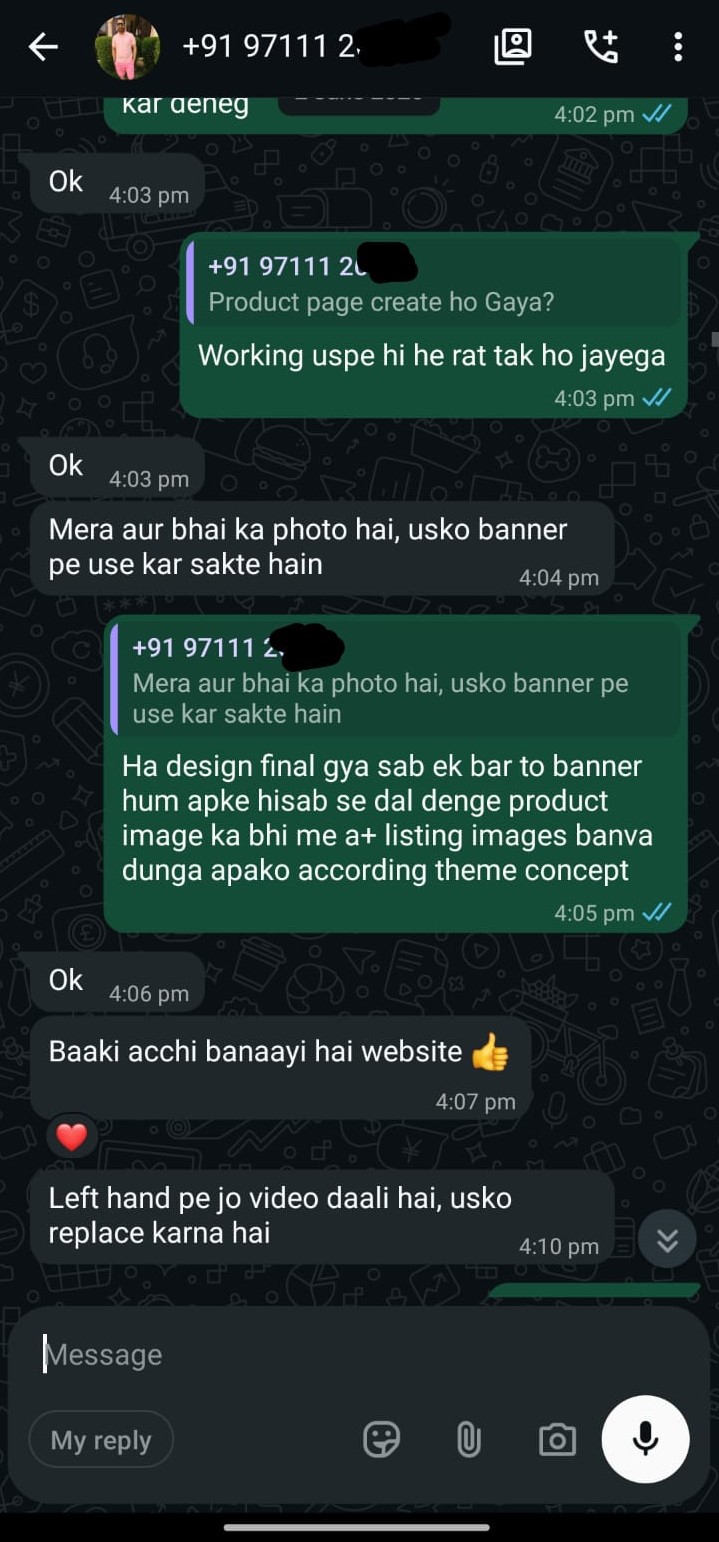 +91 97111 2
kar deneg
4:02 pm
Ok
4:03 pm
+91 97111 2
Product page create ho Gaya?
Working uspe hi he rat tak ho jayega
4:03 pm
Ok
4:03 pm
Mera aur bhai ka photo hai, usko banner
pe use kar sakte hain
4:04 pm
+91 97111 2
Mera aur bhai ka photo hai, usko banner pe
use kar sakte hain
Ha design final gya sab ek bar to banner
hum apke hisab se dal denge product
image ka bhi me a+ listing images banva
dunga apako according theme concept
4:05 pm
Ok
4:06 pm
Baaki acchi banaayi hai website 👍
4:07 pm
❤️
Left hand pe jo video daali hai, usko
replace karna hai
4:10 pm
Message
My reply